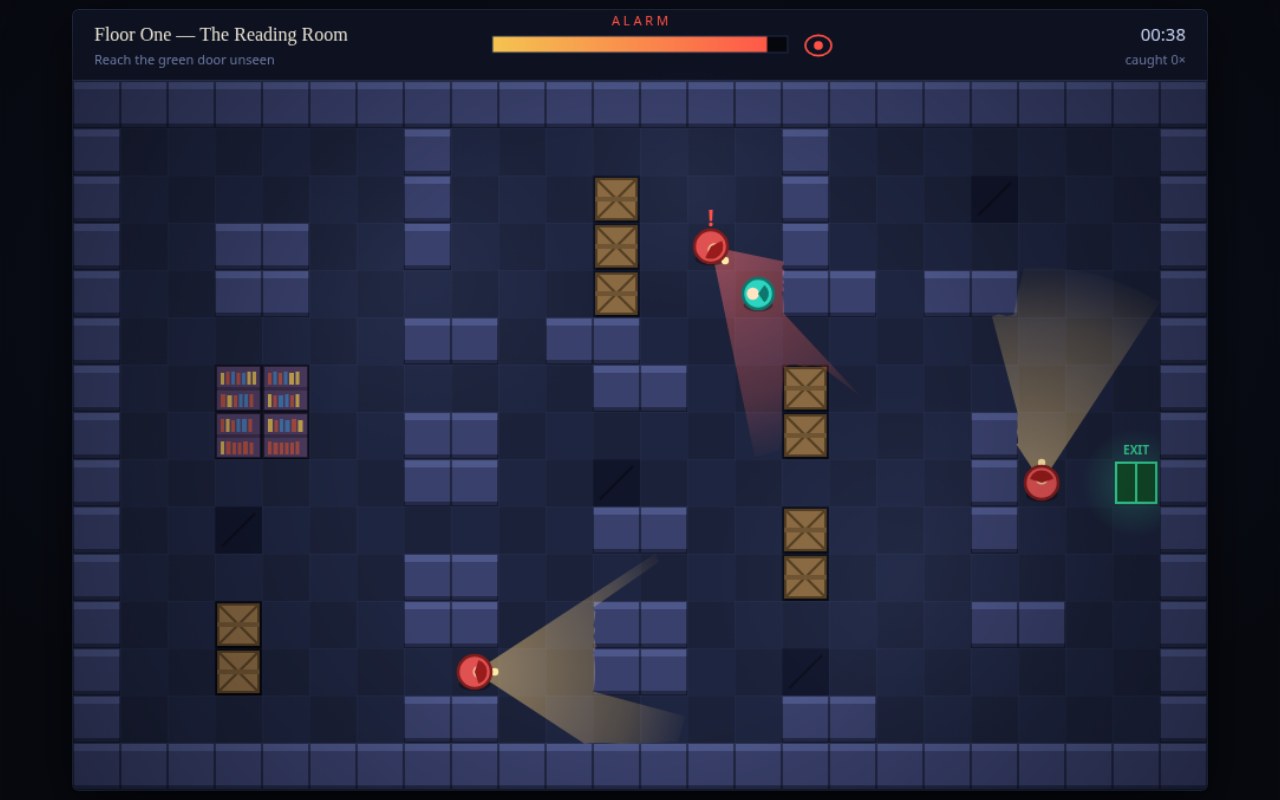 ALARM
Floor One — The Reading Room
Reach the green door unseen
00:38
caught 0×
!
EXIT